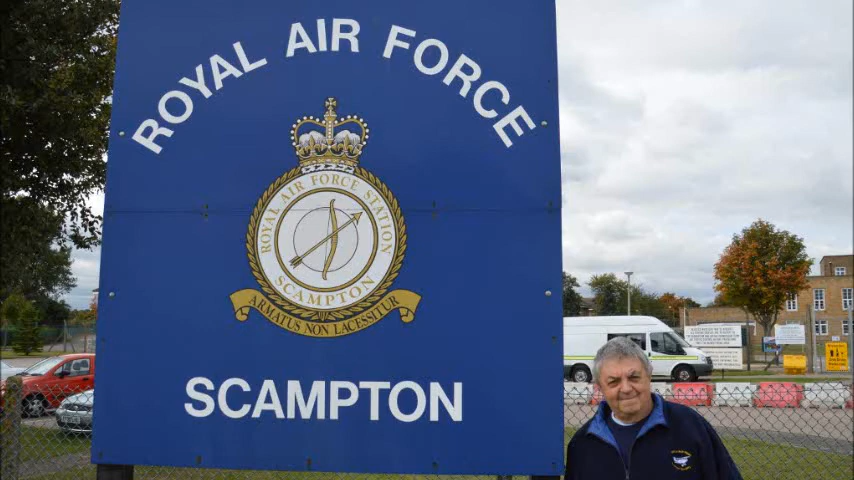 ROYAL AIR FORCE
ROYAL AIR FORCE STATION
SCAMPTON
ARMATUS NON LACESSITUR
SCAMPTON